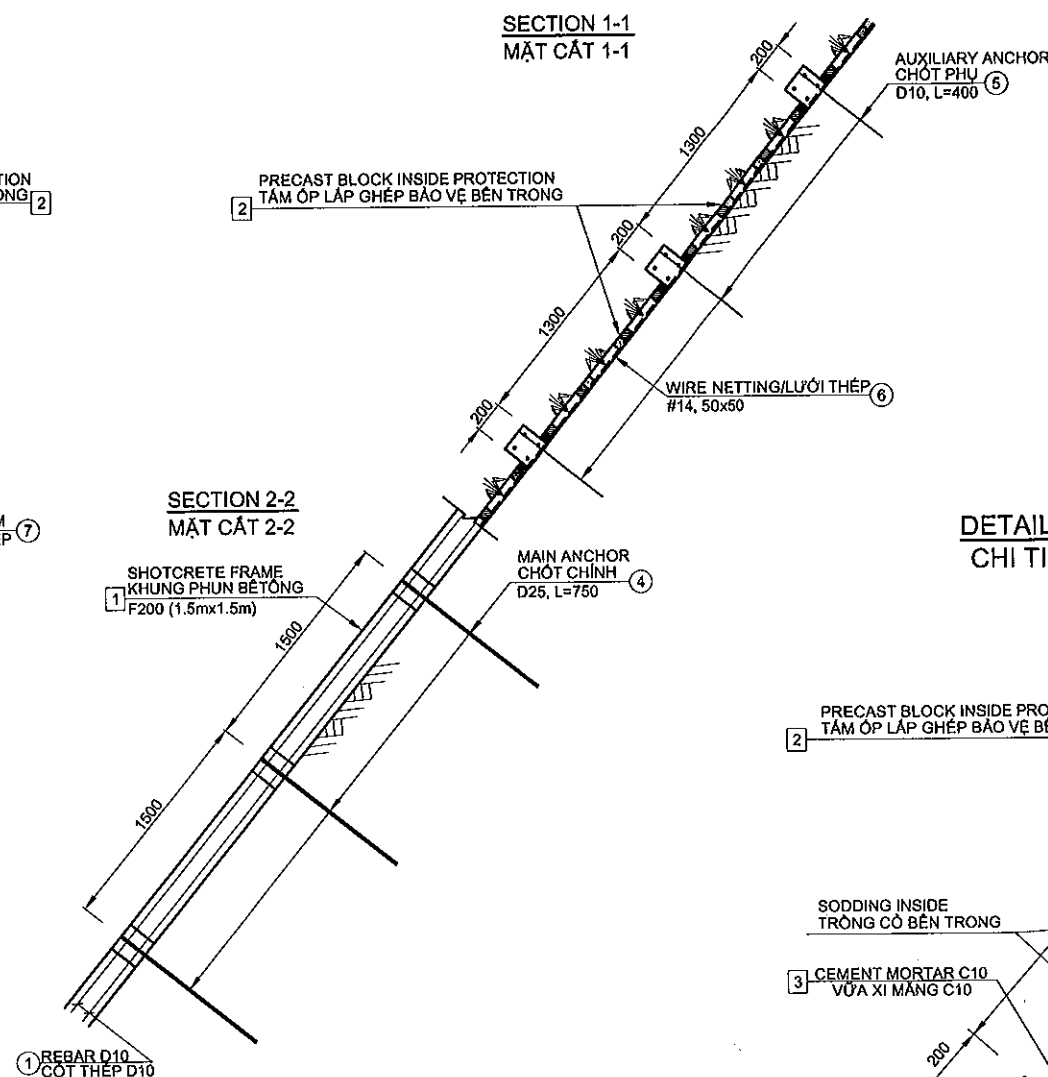 SECTION 1-1
MẶT CẮT 1-1
200
AUXILIARY ANCHOR
CHỐT PHỤ
D10, L=400
5
1300
2
PRECAST BLOCK INSIDE PROTECTION
TẤM ỐP LẮP GHÉP BẢO VỆ BÊN TRONG
2
200
1300
WIRE NETTING/LƯỚI THÉP
#14, 50x50
6
200
SECTION 2-2
MẶT CẮT 2-2
7
DETAIL
CHI TI
SHOTCRETE FRAME
KHUNG PHUN BÊTÔNG
F200 (1.5mx1.5m)
1
MAIN ANCHOR
CHỐT CHÍNH
D25, L=750
4
1500
1500
PRECAST BLOCK INSIDE PRO
TẤM ỐP LẮP GHÉP BẢO VỆ BÊ
2
SODDING INSIDE
TRỒNG CỎ BÊN TRONG
3 CEMENT MORTAR C10
VỮA XI MĂNG C10
200
1 REBAR D10
CỐT THÉP D10